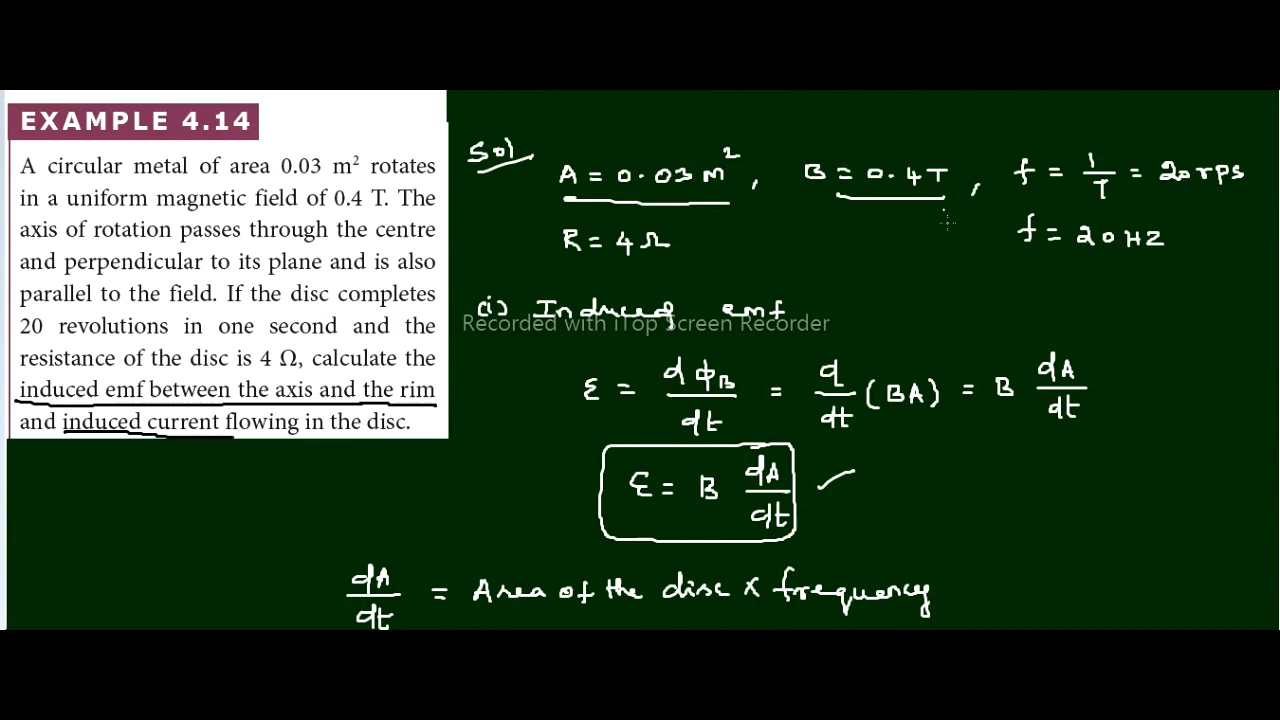 EXAMPLE 4.14
A circular metal of area 0.03 m² rotates
in a uniform magnetic field of 0.4 T. The
axis of rotation passes through the centre
and perpendicular to its plane and is also
parallel to the field. If the disc completes
20 revolutions in one second and the
resistance of the disc is 4 Ω, calculate the
induced emf between the axis and the rim
and induced current flowing in the disc.
Sol
A = 0.03 m² , B = 0.4 T , f = 1/T = 20 rps
R = 4 Ω f = 20 HZ
(i) Induced emf
Recorded with iTop Screen Recorder
ε = dϕ_B/dt = d/dt (BA) = B dA/dt
ε = B dA/dt ✓
dA/dt = Area of the disc × frequency